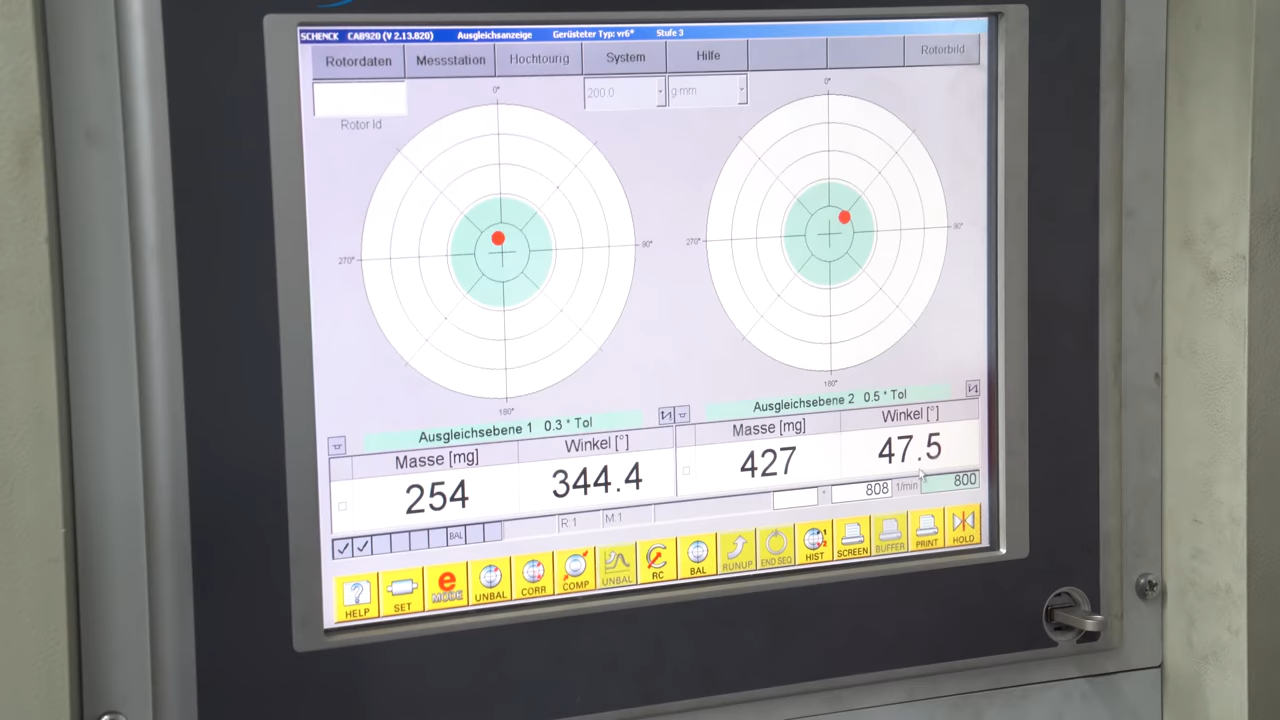 SCHENCK CAB920 (V 2.13.820) Ausgleichsanzeige Gerüsteter Typ: vr6* Stufe 3
Rotordaten Messstation Hochtourig System Hilfe Rotorbild
200.0 g·mm
Rotor Id
0° 0°
90° 90°
270° 270°
180° 180°
Ausgleichsebene 1 0.3 * Tol
Ausgleichsebene 2 0.5 * Tol
Masse [mg] Winkel [°] Masse [mg] Winkel [°]
254 344.4 427 47.5
808 1/min 800
R:1 M:1
BAL
HELP SET e MODE UNBAL CORR COMP UNBAL RC BAL RUNUP END SEQ HIST SCREEN BUFFER PRINT HOLD